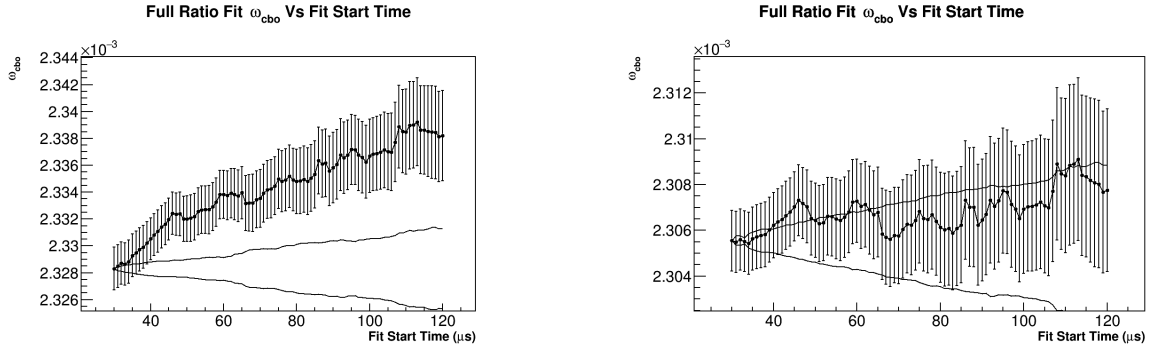 Full Ratio Fit ω_cbo Vs Fit Start Time
×10⁻³
ω_cbo
2.344
2.342
2.34
2.338
2.336
2.334
2.332
2.33
2.328
2.326
40 60 80 100 120
Fit Start Time (μs)
Full Ratio Fit ω_cbo Vs Fit Start Time
×10⁻³
ω_cbo
2.312
2.31
2.308
2.306
2.304
40 60 80 100 120
Fit Start Time (μs)